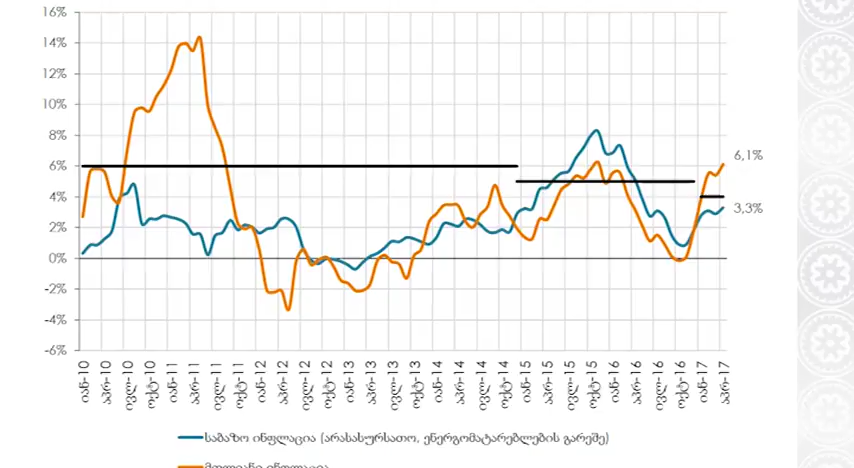 16%
14%
12%
10%
8%
6%
4%
2%
0%
-2%
-4%
-6%
6,1%
3,3%
იან-10
აპრ-10
ივლ-10
ოქტ-10
იან-11
აპრ-11
ივლ-11
ოქტ-11
იან-12
აპრ-12
ივლ-12
ოქტ-12
იან-13
აპრ-13
ივლ-13
ოქტ-13
იან-14
აპრ-14
ივლ-14
ოქტ-14
იან-15
აპრ-15
ივლ-15
ოქტ-15
იან-16
აპრ-16
ივლ-16
ოქტ-16
იან-17
აპრ-17
საბაზო ინფლაცია (არასასურსათო, ენერგომატარებლების გარეშე)